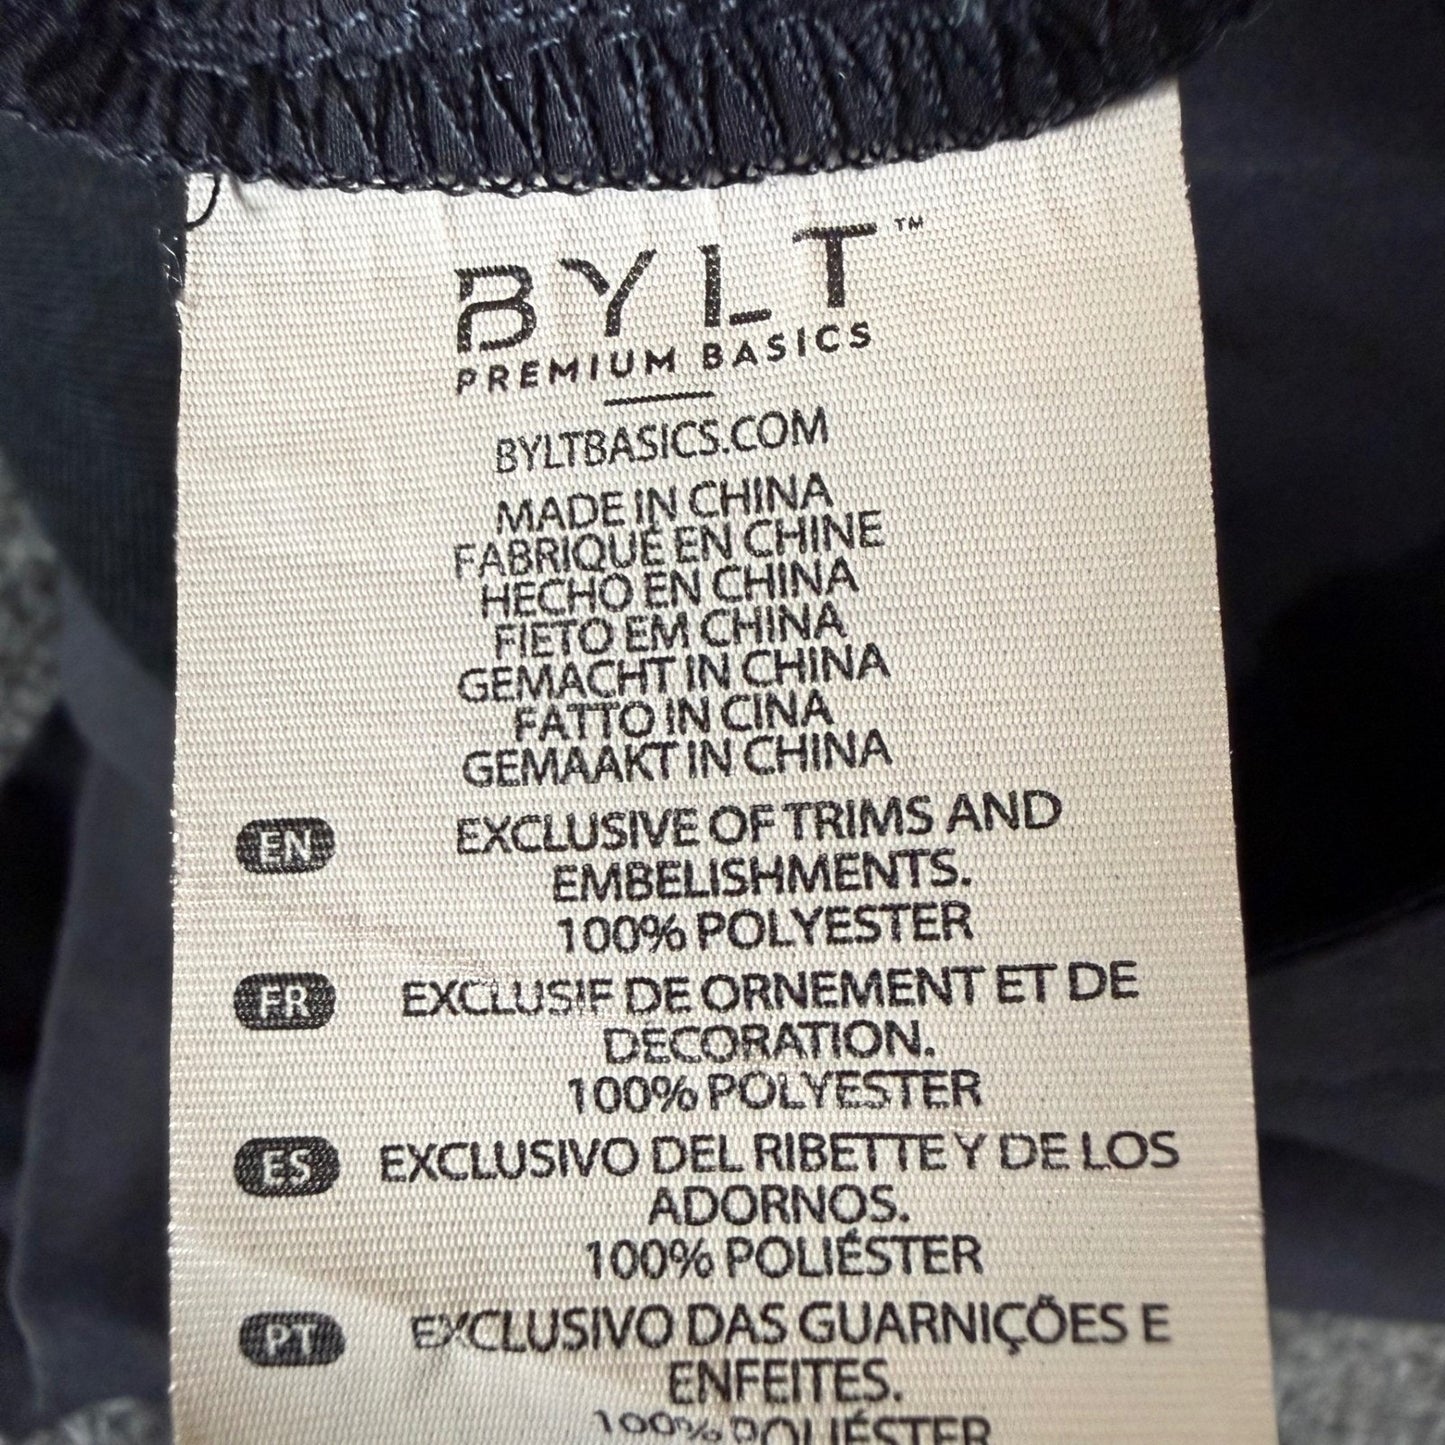 BYLT™
PREMIUM BASICS
BYLTBASICS.COM
MADE IN CHINA
FABRIQUÉ EN CHINE
HECHO EN CHINA
FIETO EM CHINA
GEMACHT IN CHINA
FATTO IN CINA
GEMAAKT IN CHINA
EN EXCLUSIVE OF TRIMS AND
EMBELISHMENTS.
100% POLYESTER
FR EXCLUSIF DE ORNEMENT ET DE
DECORATION.
100% POLYESTER
ES EXCLUSIVO DEL RIBETTE Y DE LOS
ADORNOS.
100% POLIÉSTER
PT EXCLUSIVO DAS GUARNIÇÕES E
ENFEITES.
100% POLIÉSTER